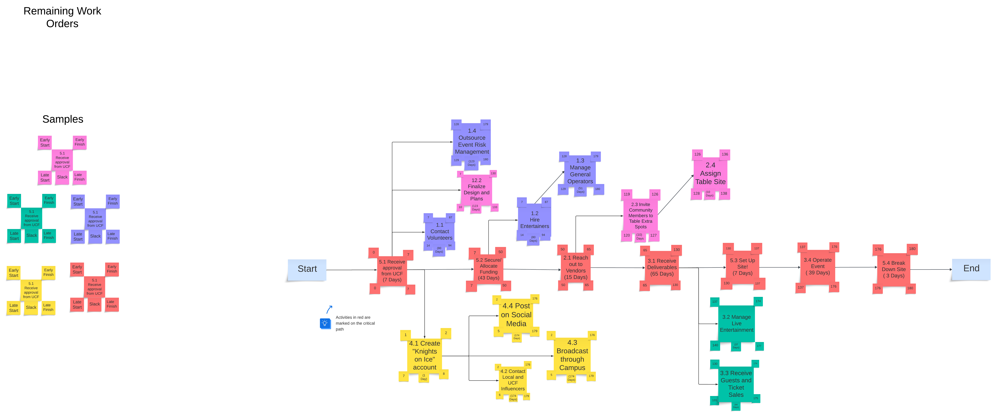 Remaining Work
Orders
Samples
Early
Start
Early
Finish
5.1
Receive
approval
from UCF
Late
Start
Slack
Late
Finish
Early
Start
Early
Finish
5.1
Receive
approval
from UCF
Late
Start
Slack
Late
Finish
Early
Start
Early
Finish
5.1
Receive
approval
from UCF
Late
Start
Slack
Late
Finish
Early
Start
Early
Finish
5.1
Receive
approval
from UCF
Late
Start
Slack
Late
Finish
Early
Start
Early
Finish
5.1
Receive
approval
from UCF
Late
Start
Slack
Late
Finish
Start
Activities in red are
marked on the critical
path
0
7
5.1 Receive
approval
from UCF
(7 Days)
0
7
128
179
1.4
Outsource
Event Risk
Management
129
(123
Days)
180
7
130
12.2
Finalize
Design and
Plans
10
(123
Days)
133
7
87
1.1
Contact
Volunteers
14
(80
Days)
94
7
50
5.2 Secure/
Allocate
Funding
(43 Days)
7
50
7
87
1.2
Hire
Entertainers
14
(80
Days)
94
128
179
1.3
Manage
General
Operators
129
(51
Days)
180
50
65
2.1 Reach
out to
Vendors
(15 Days)
50
65
119
126
2.3 Invite
Community
Members to
Table Extra
Spots
120
(10)
Days
127
126
136
2.4
Assign
Table Site
128
(10
Days)
138
65
130
3.1 Receive
Deliverables
(65 Days)
65
130
130
137
5.3 Set Up
Site!
(7 Days)
130
137
137
176
3.4 Operate
Event
( 39 Days)
137
176
176
180
5.4 Break
Down Site
( 3 Days)
176
180
End
1
2
4.1 Create
"Knights
on Ice"
account
7
(1
Day)
8
2
176
4.4 Post
on Social
Media
5
(174
Days)
179
2
176
4.3
Broadcast
through
Campus
5
(174
Days)
179
2
176
4.2 Contact
Local and
UCF
Influencers
6
(174
Days)
179
137
174
3.2 Manage
Live
Entertainment
140
(37
Days)
177
130
174
3.3 Receive
Guests and
Ticket
Sales
131
(44
Days)
175